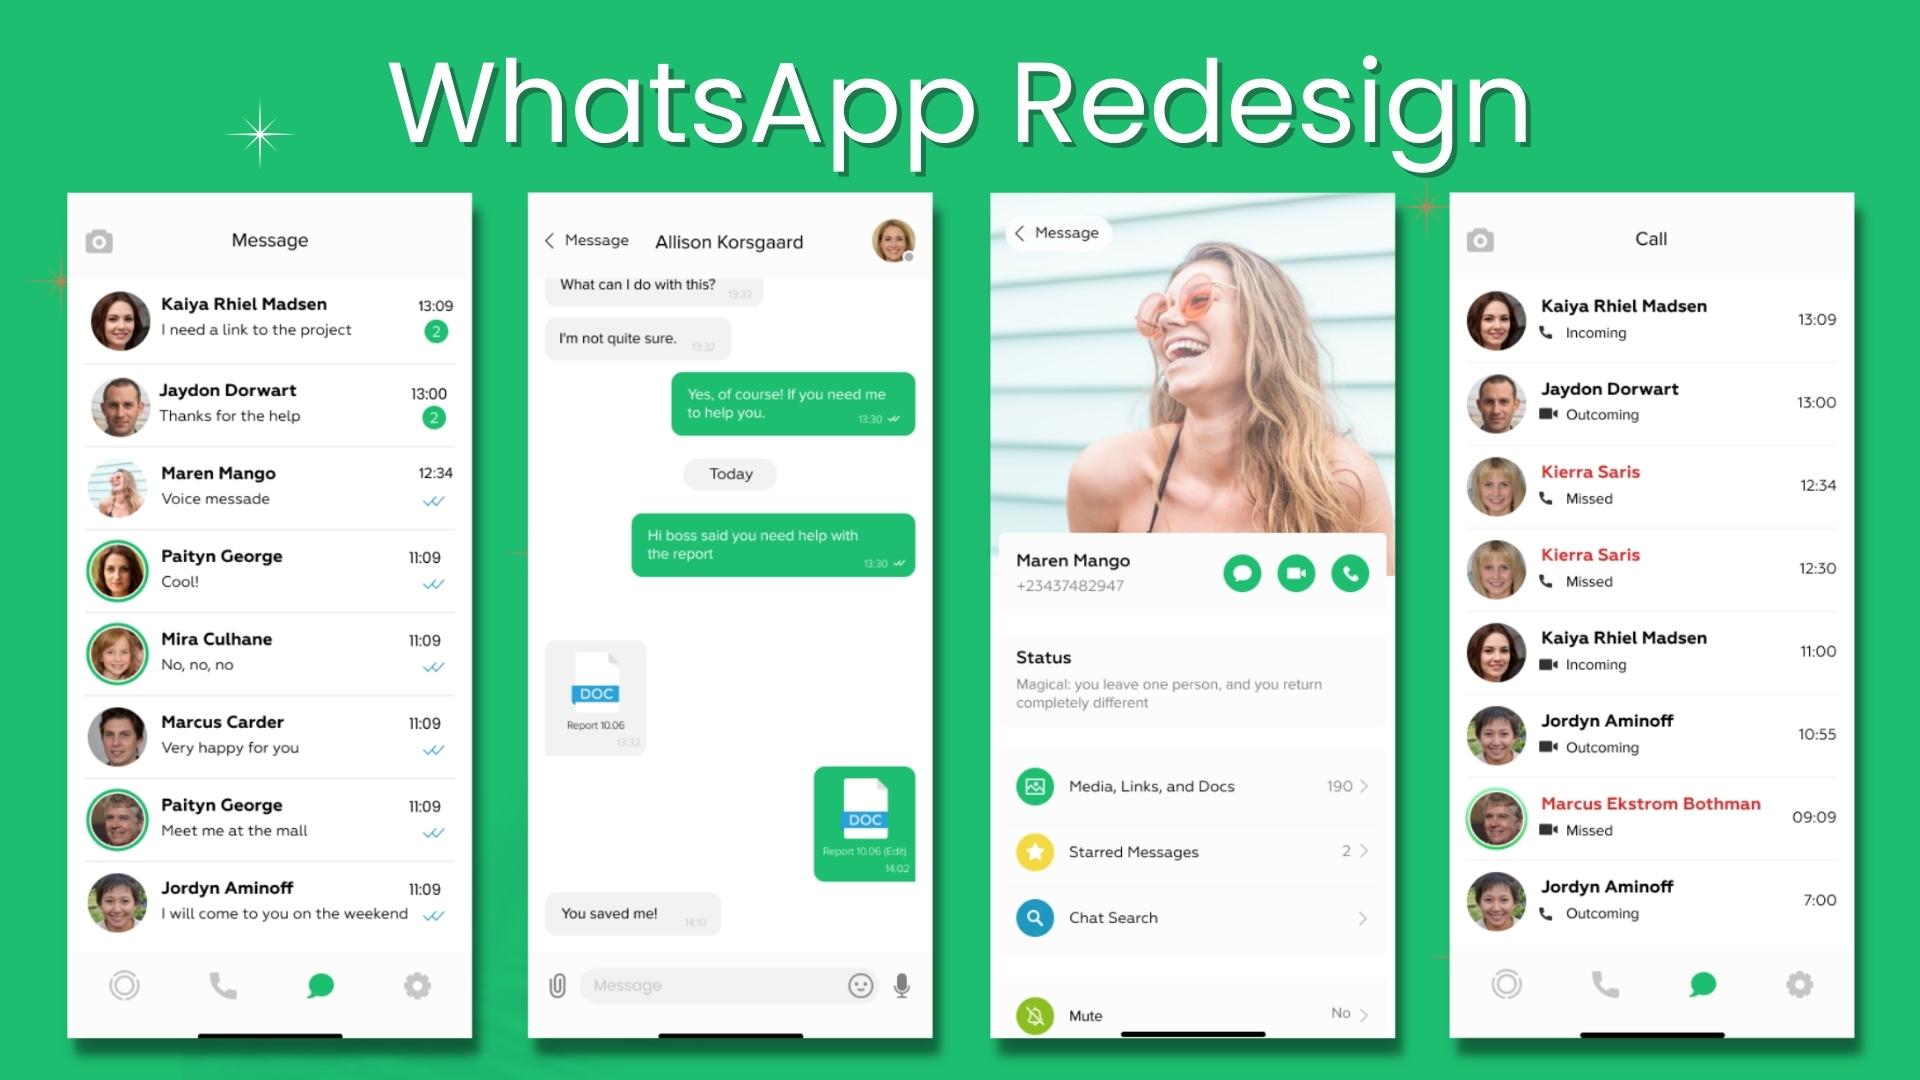 WhatsApp Redesign
Message
Kaiya Rhiel Madsen
13:09
I need a link to the project
2
Jaydon Dorwart
13:00
Thanks for the help
2
Maren Mango
12:34
Voice messade
Paityn George
11:09
Cool!
Mira Culhane
11:09
No, no, no
Marcus Carder
11:09
Very happy for you
Paityn George
11:09
Meet me at the mall
Jordyn Aminoff
11:09
I will come to you on the weekend
Message
Allison Korsgaard
What can I do with this?
13:32
I'm not quite sure.
13:32
Yes, of course! If you need me
to help you.
13:30
Today
Hi boss said you need help with
the report
13:30
DOC
Report 10.06
13:32
DOC
Report 10.06 (Edit)
14:02
You saved me!
14:10
Message
Message
Maren Mango
+23437482947
Status
Magical: you leave one person, and you return
completely different
Media, Links, and Docs
190
Starred Messages
2
Chat Search
Mute
No
Call
Kaiya Rhiel Madsen
Incoming
13:09
Jaydon Dorwart
Outcoming
13:00
Kierra Saris
Missed
12:34
Kierra Saris
Missed
12:30
Kaiya Rhiel Madsen
Incoming
11:00
Jordyn Aminoff
Outcoming
10:55
Marcus Ekstrom Bothman
Missed
09:09
Jordyn Aminoff
Outcoming
7:00